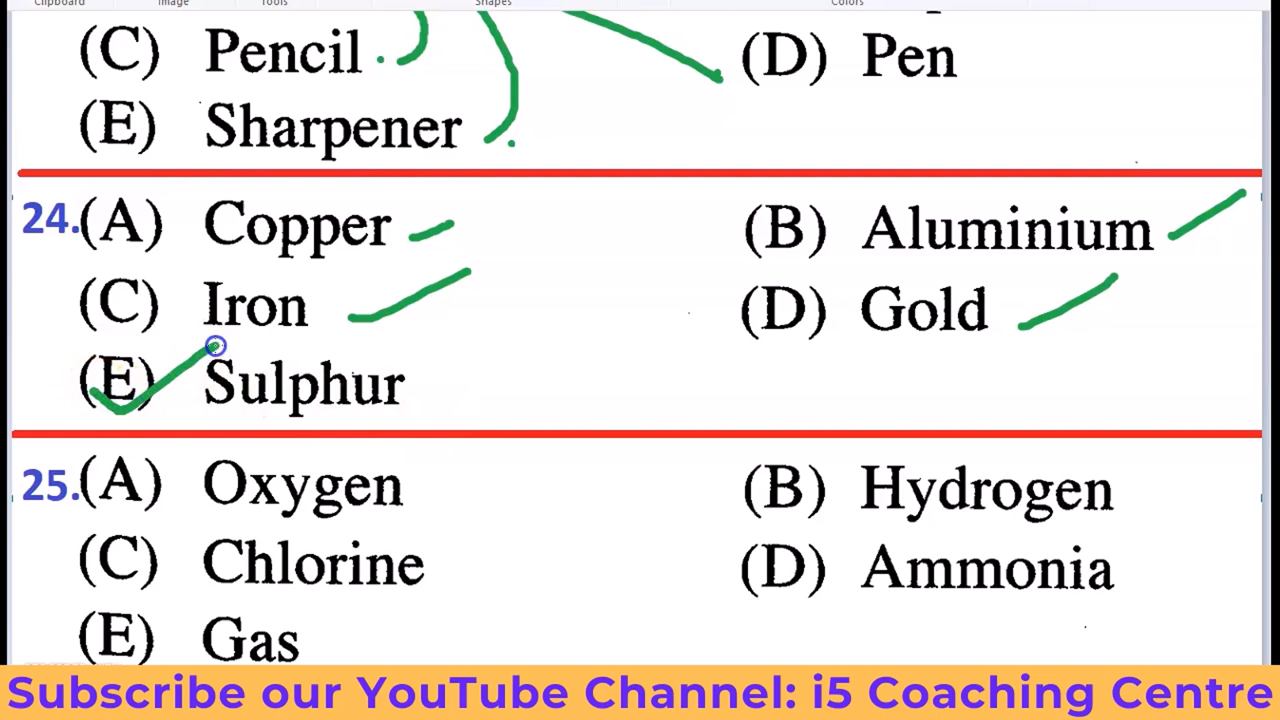 Clipboard Image Tools Shapes Colors
(C) Pencil (D) Pen
(E) Sharpener
24. (A) Copper (B) Aluminium
(C) Iron (D) Gold
(E) Sulphur
25. (A) Oxygen (B) Hydrogen
(C) Chlorine (D) Ammonia
(E) Gas
Subscribe our YouTube Channel: i5 Coaching Centre